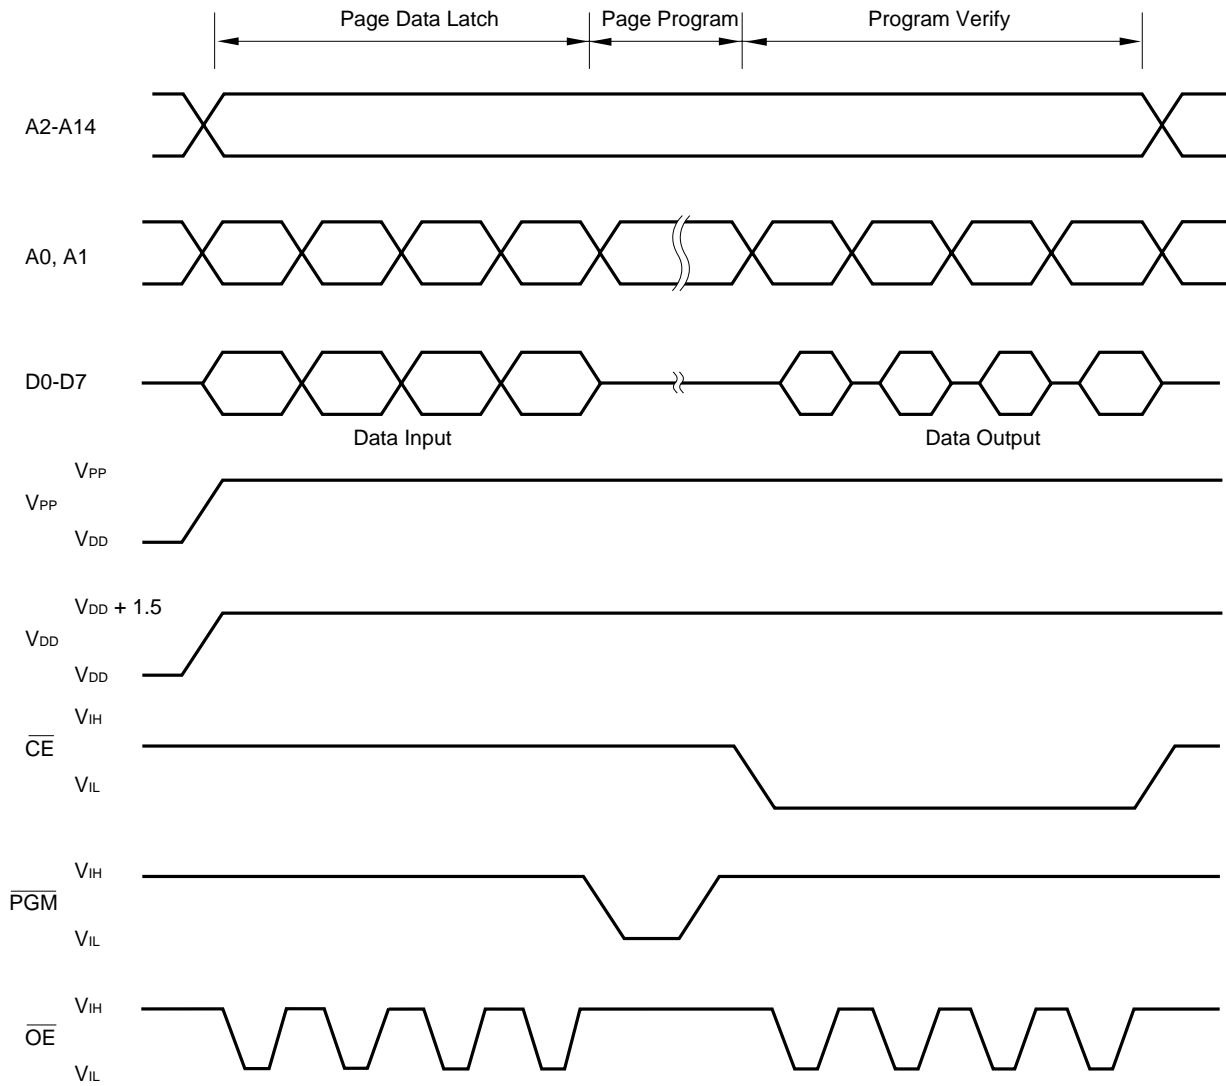 Page Data Latch Page Program Program Verify
A2-A14
A0, A1
D0-D7
Data Input Data Output
VPP
VPP
VDD
VDD + 1.5
VDD
VDD
VIH
CE
VIL
VIH
PGM
VIL
VIH
OE
VIL